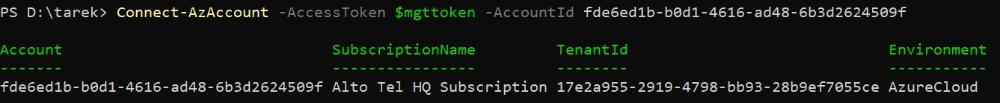 PS D:\tarek> Connect-AzAccount -AccessToken $mgttoken -AccountId fde6ed1b-b0d1-4616-ad48-6b3d2624509f
Account SubscriptionName TenantId Environment
------- ---------------- -------- -----------
fde6ed1b-b0d1-4616-ad48-6b3d2624509f Alto Tel HQ Subscription 17e2a955-2919-4798-bb93-28b9ef7055ce AzureCloud